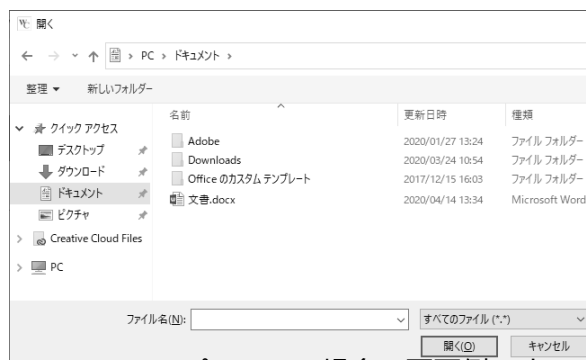 開く
PC › ドキュメント ›
整理 ▼ 新しいフォルダー
名前 更新日時 種類
クイック アクセス
デスクトップ
ダウンロード
ドキュメント
ピクチャ
Creative Cloud Files
PC
Adobe 2020/01/27 13:24 ファイル フォルダー
Downloads 2020/03/24 10:54 ファイル フォルダー
Office のカスタム テンプレート 2017/12/15 16:03 ファイル フォルダー
文書.docx 2020/04/14 13:34 Microsoft Word
ファイル名(N): すべてのファイル (*.*)
開く(O) キャンセル